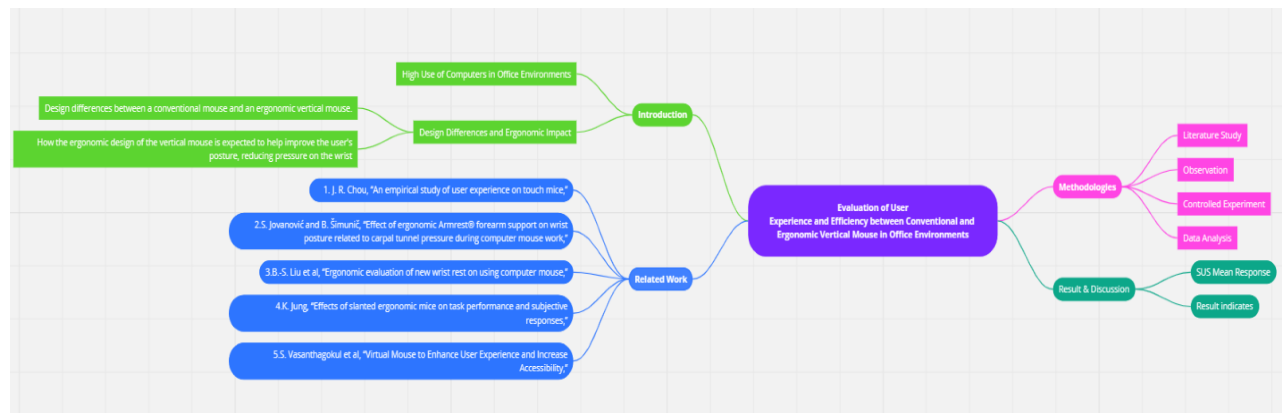 High Use of Computers in Office Environments
Introduction
Design differences between a conventional mouse and an ergonomic vertical mouse.
How the ergonomic design of the vertical mouse is expected to help improve the user's
posture, reducing pressure on the wrist
Design Differences and Ergonomic Impact
1. J. R. Chou, “An empirical study of user experience on touch mice,”
2.S. Jovanović and B. Šimunič, “Effect of ergonomic Armrest® forearm support on wrist
posture related to carpal tunnel pressure during computer mouse work,”
3.B.-S. Liu et al, “Ergonomic evaluation of new wrist rest on using computer mouse,”
4.K. Jung, “Effects of slanted ergonomic mice on task performance and subjective
responses,”
5.S. Vasanthagokul et al, “Virtual Mouse to Enhance User Experience and Increase
Accessibility,”
Related Work
Evaluation of User
Experience and Efficiency between Conventional and
Ergonomic Vertical Mouse in Office Environments
Methodologies
Literature Study
Observation
Controlled Experiment
Data Analysis
Result & Discussion
SUS Mean Response
Result indicates